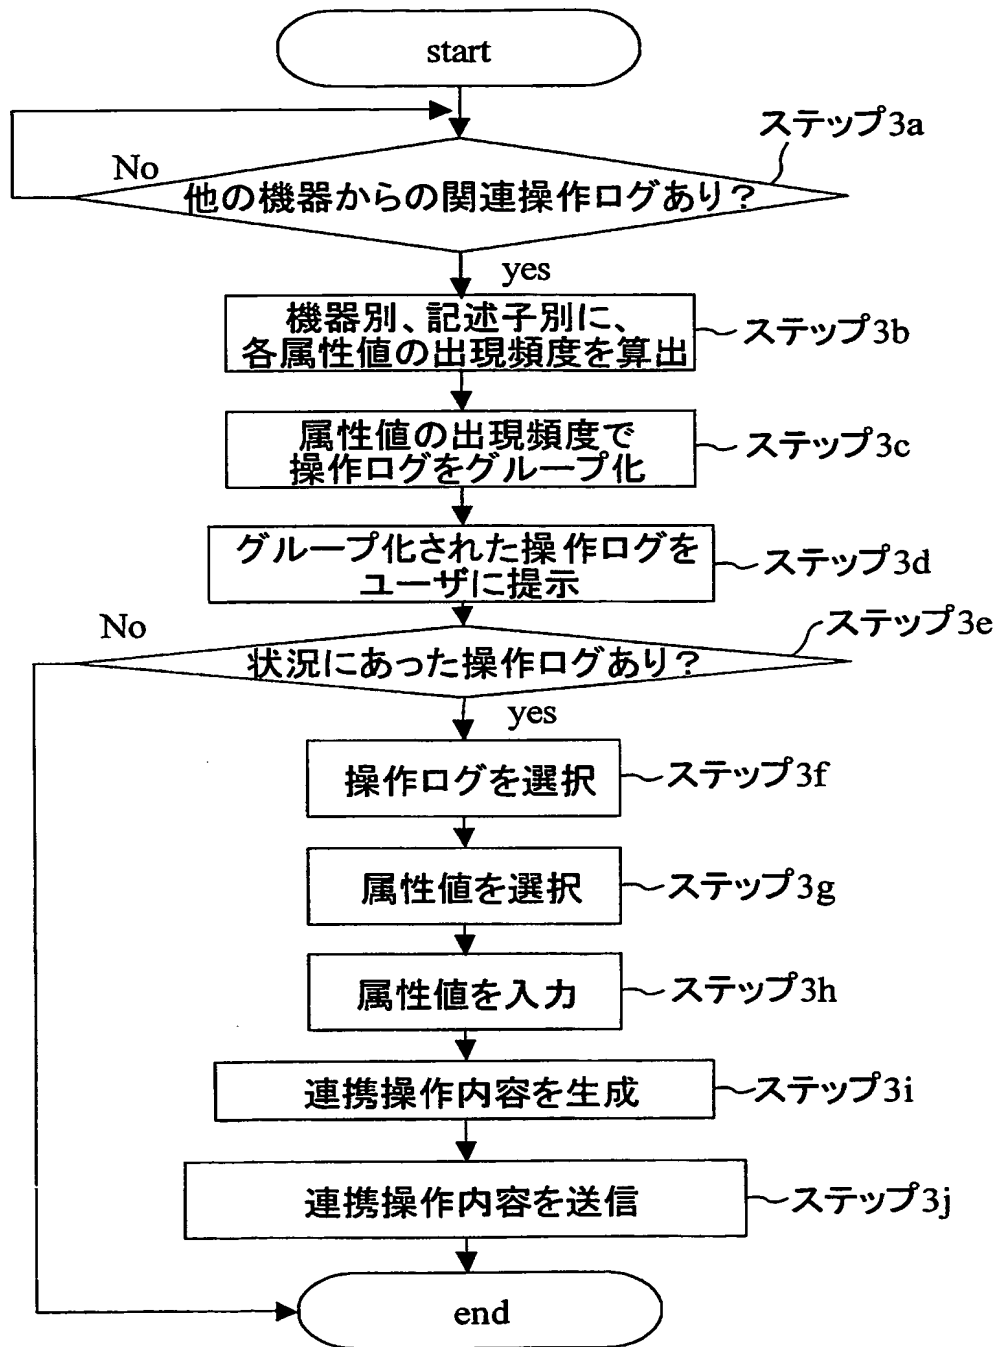 start
ステップ3a
No
他の機器からの関連操作ログあり?
yes
機器別、記述子別に、
各属性値の出現頻度を算出
ステップ3b
属性値の出現頻度で
操作ログをグループ化
ステップ3c
グループ化された操作ログを
ユーザに提示
ステップ3d
No
ステップ3e
状況にあった操作ログあり?
yes
操作ログを選択
ステップ3f
属性値を選択
ステップ3g
属性値を入力
ステップ3h
連携操作内容を生成
ステップ3i
連携操作内容を送信
ステップ3j
end